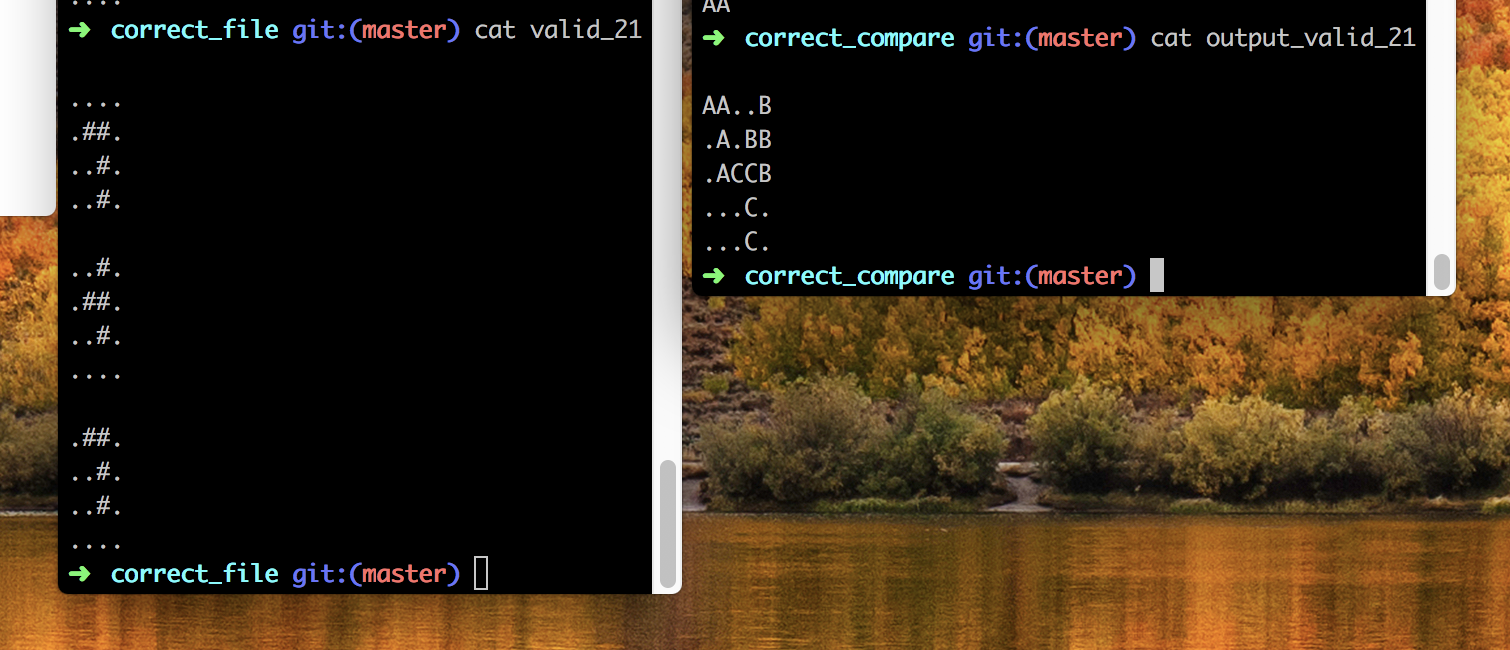 ....
➜ correct_file git:(master) cat valid_21
....
.##.
..#.
..#.
..#.
.##.
..#.
....
.##.
..#.
..#.
....
➜ correct_file git:(master)
AA
➜ correct_compare git:(master) cat output_valid_21
AA..B
.A.BB
.ACCB
...C.
...C.
➜ correct_compare git:(master)